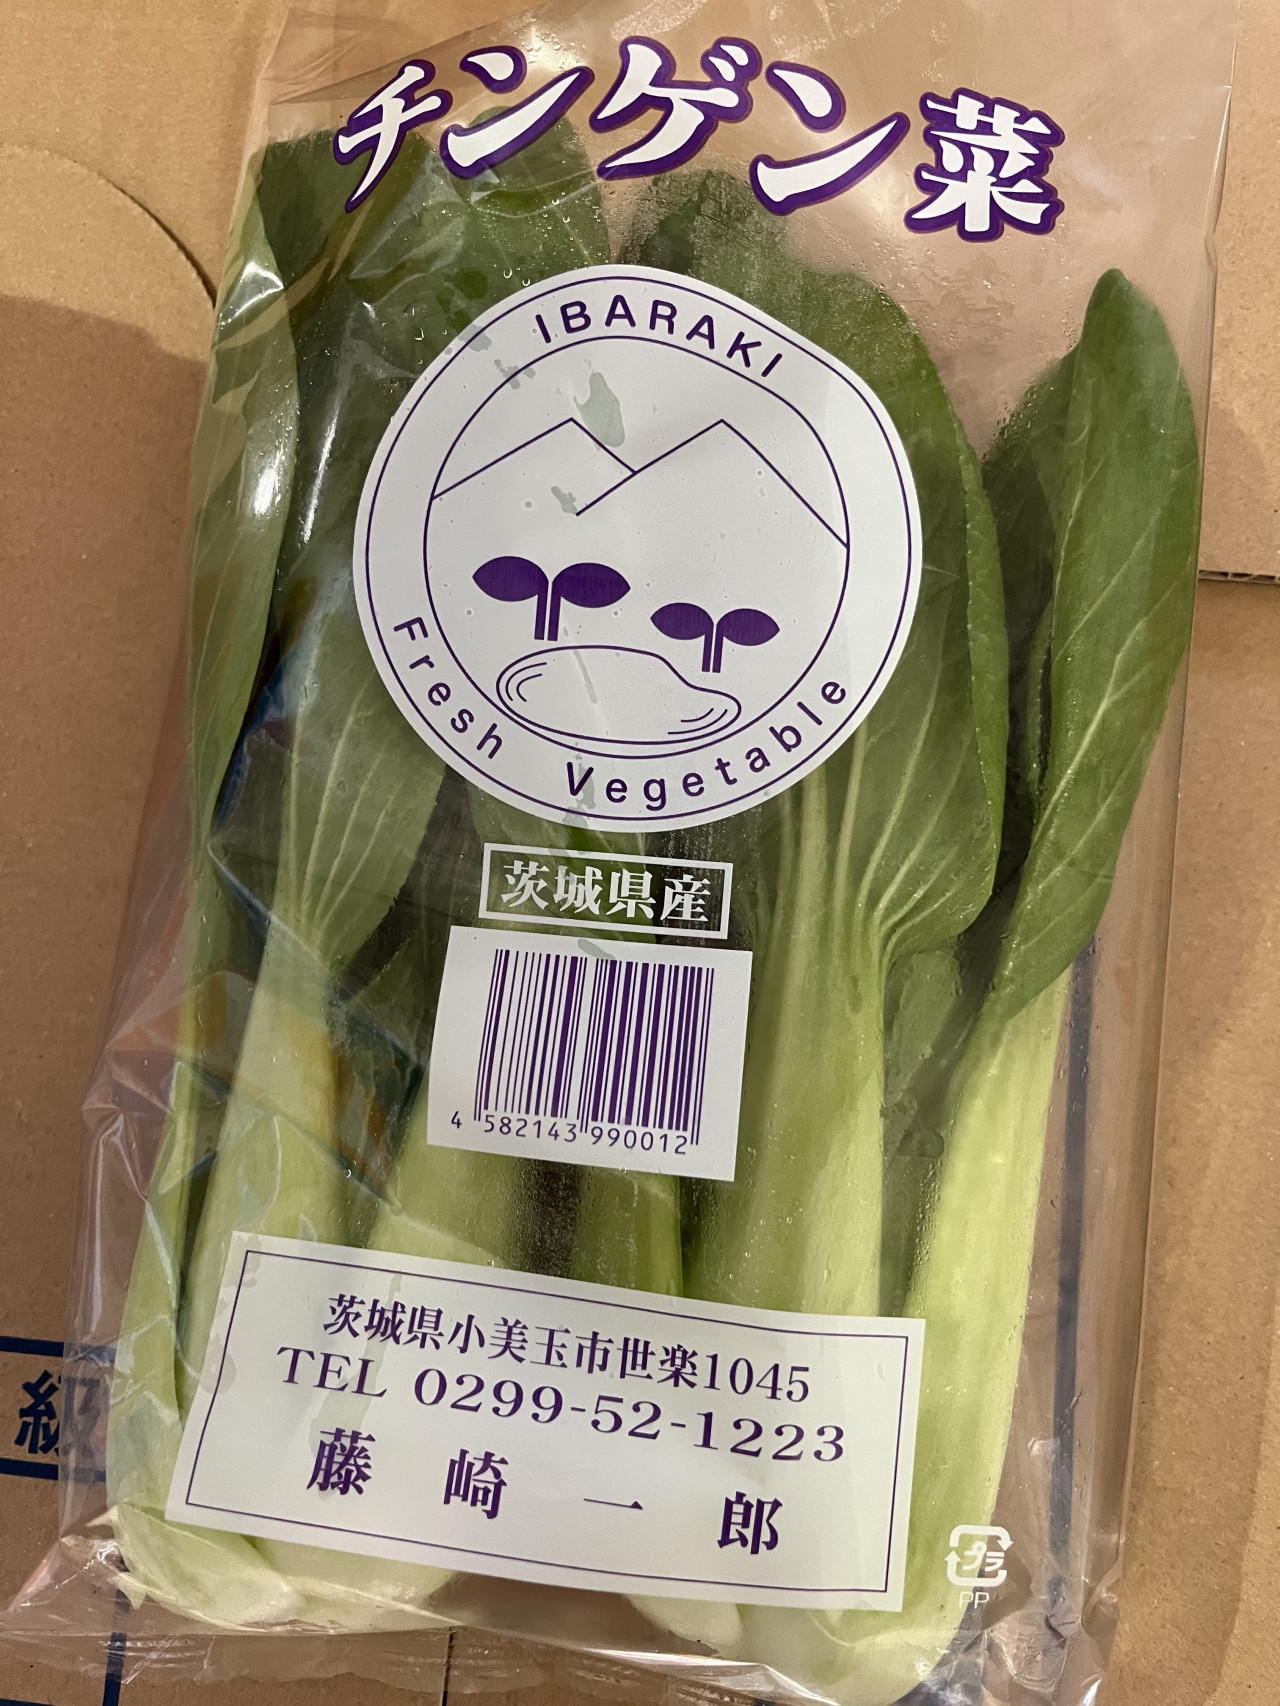 チンゲン菜
IBARAKI
Fresh Vegetable
茨城県産
4 582143 990012
茨城県小美玉市世楽1045
TEL 0299-52-1223
藤崎一郎
級
プラ
PP